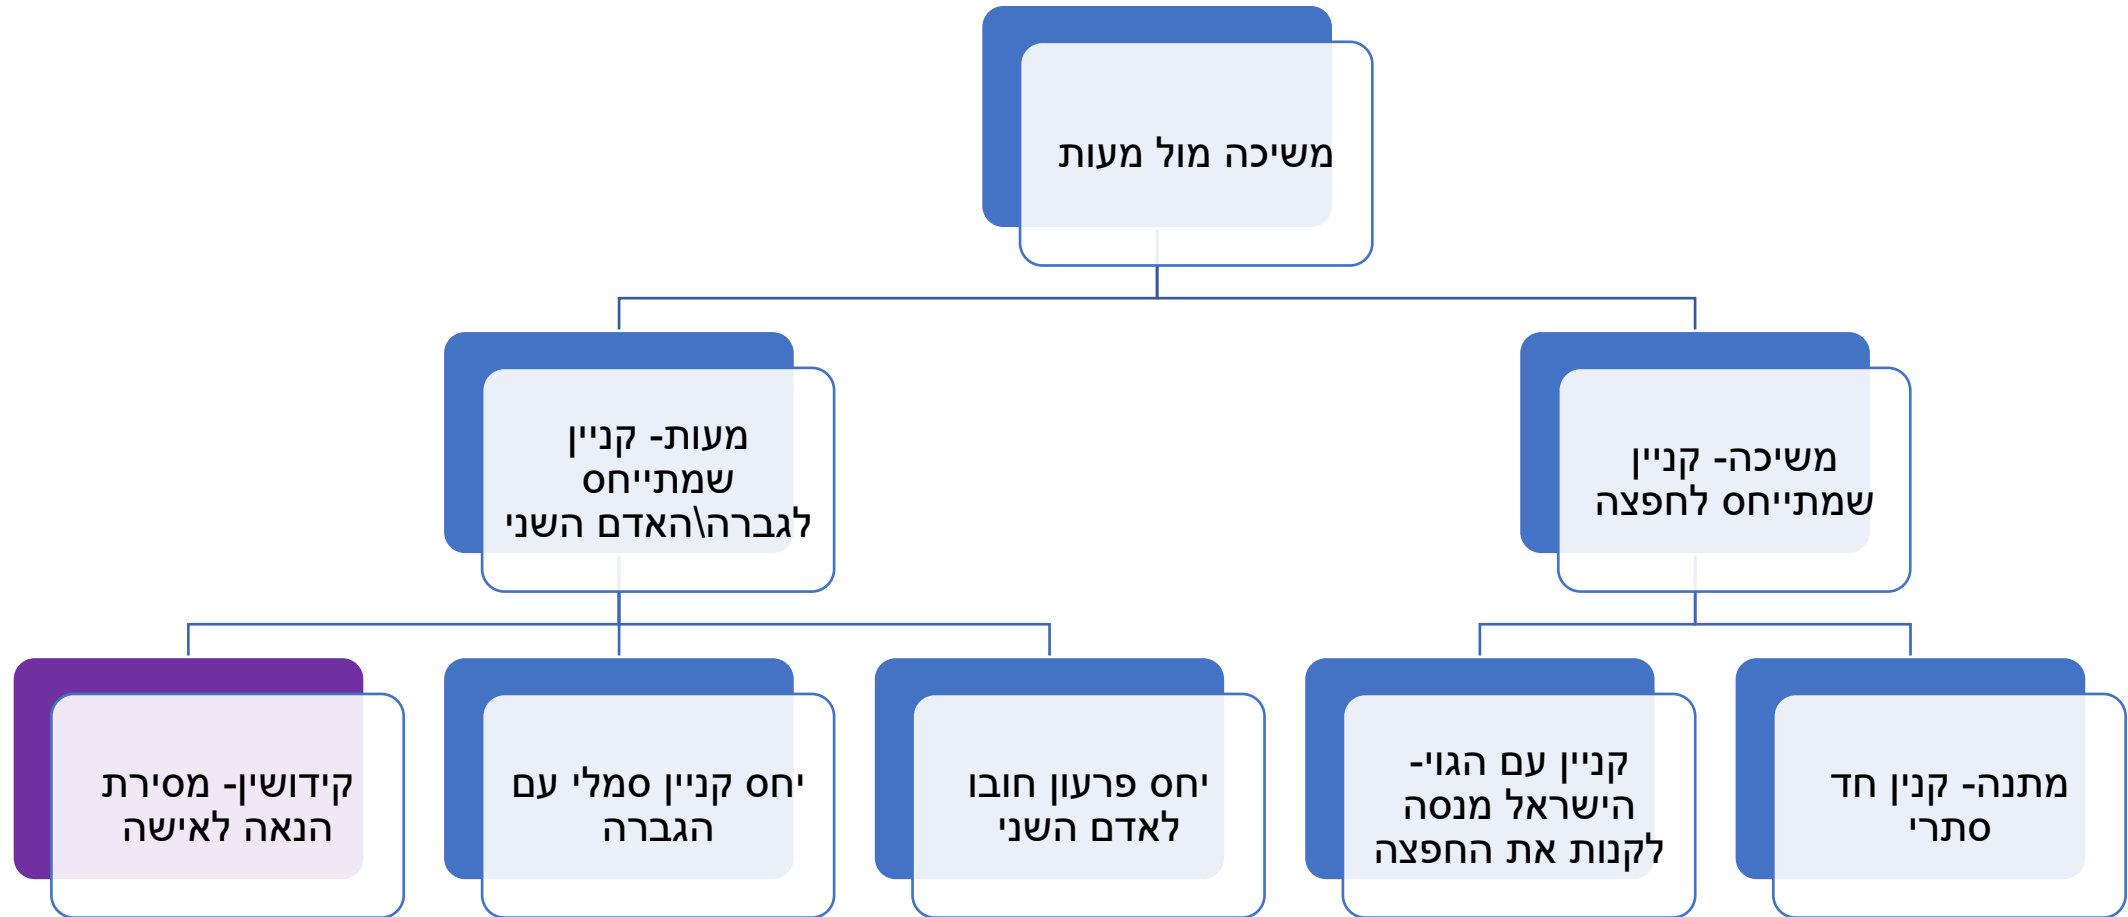 משיכה מול מעות
משיכה- קניין
שמתייחס לחפצה
מעות- קניין
שמתייחס
לגברה\האדם השני
מתנה- קנין חד
סתרי
קניין עם הגוי-
הישראל מנסה
לקנות את החפצה
יחס פרעון חובו
לאדם השני
יחס קניין סמלי עם
הגברה
קידושין- מסירת
הנאה לאישה